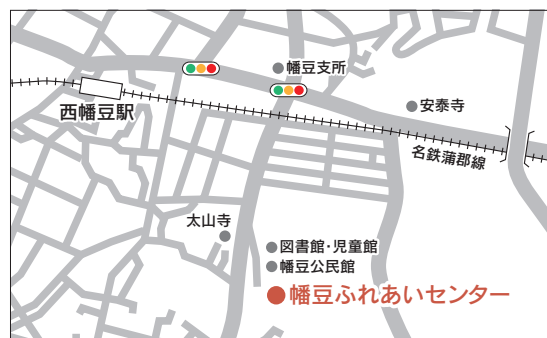 幡豆支所
安泰寺
西幡豆駅
名鉄蒲郡線
太山寺
図書館・児童館
幡豆公民館
幡豆ふれあいセンター